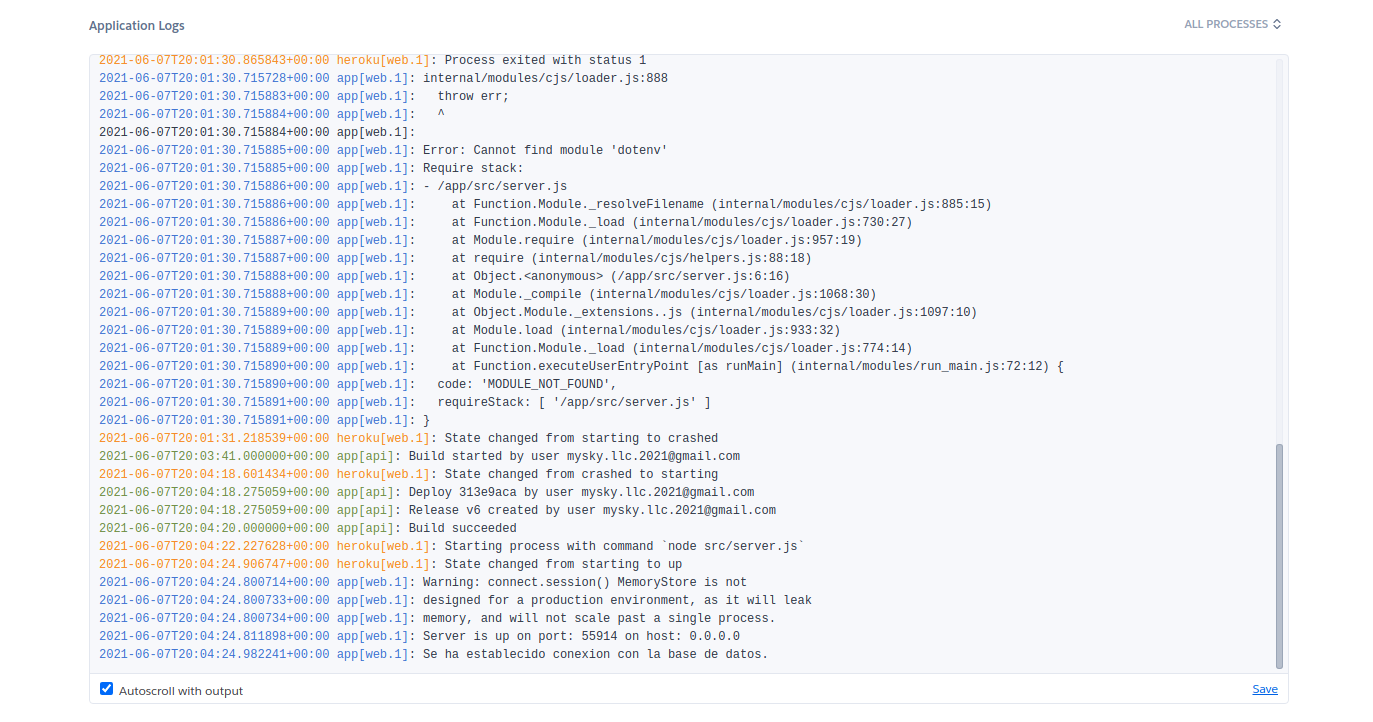 Application Logs
ALL PROCESSES
2021-06-07T20:01:30.865843+00:00 heroku[web.1]: Process exited with status 1
2021-06-07T20:01:30.715728+00:00 app[web.1]: internal/modules/cjs/loader.js:888
2021-06-07T20:01:30.715883+00:00 app[web.1]:   throw err;
2021-06-07T20:01:30.715884+00:00 app[web.1]:   ^
2021-06-07T20:01:30.715884+00:00 app[web.1]:
2021-06-07T20:01:30.715885+00:00 app[web.1]: Error: Cannot find module 'dotenv'
2021-06-07T20:01:30.715885+00:00 app[web.1]: Require stack:
2021-06-07T20:01:30.715886+00:00 app[web.1]: - /app/src/server.js
2021-06-07T20:01:30.715886+00:00 app[web.1]:     at Function.Module._resolveFilename (internal/modules/cjs/loader.js:885:15)
2021-06-07T20:01:30.715886+00:00 app[web.1]:     at Function.Module._load (internal/modules/cjs/loader.js:730:27)
2021-06-07T20:01:30.715887+00:00 app[web.1]:     at Module.require (internal/modules/cjs/loader.js:957:19)
2021-06-07T20:01:30.715887+00:00 app[web.1]:     at require (internal/modules/cjs/helpers.js:88:18)
2021-06-07T20:01:30.715888+00:00 app[web.1]:     at Object.<anonymous> (/app/src/server.js:6:16)
2021-06-07T20:01:30.715888+00:00 app[web.1]:     at Module._compile (internal/modules/cjs/loader.js:1068:30)
2021-06-07T20:01:30.715889+00:00 app[web.1]:     at Object.Module._extensions..js (internal/modules/cjs/loader.js:1097:10)
2021-06-07T20:01:30.715889+00:00 app[web.1]:     at Module.load (internal/modules/cjs/loader.js:933:32)
2021-06-07T20:01:30.715889+00:00 app[web.1]:     at Function.Module._load (internal/modules/cjs/loader.js:774:14)
2021-06-07T20:01:30.715890+00:00 app[web.1]:     at Function.executeUserEntryPoint [as runMain] (internal/modules/run_main.js:72:12) {
2021-06-07T20:01:30.715890+00:00 app[web.1]:   code: 'MODULE_NOT_FOUND',
2021-06-07T20:01:30.715891+00:00 app[web.1]:   requireStack: [ '/app/src/server.js' ]
2021-06-07T20:01:30.715891+00:00 app[web.1]: }
2021-06-07T20:01:31.218539+00:00 heroku[web.1]: State changed from starting to crashed
2021-06-07T20:03:41.000000+00:00 app[api]: Build started by user mysky.llc.2021@gmail.com
2021-06-07T20:04:18.601434+00:00 heroku[web.1]: State changed from crashed to starting
2021-06-07T20:04:18.275059+00:00 app[api]: Deploy 313e9aca by user mysky.llc.2021@gmail.com
2021-06-07T20:04:18.275059+00:00 app[api]: Release v6 created by user mysky.llc.2021@gmail.com
2021-06-07T20:04:20.000000+00:00 app[api]: Build succeeded
2021-06-07T20:04:22.227628+00:00 heroku[web.1]: Starting process with command `node src/server.js`
2021-06-07T20:04:24.906747+00:00 heroku[web.1]: State changed from starting to up
2021-06-07T20:04:24.800714+00:00 app[web.1]: Warning: connect.session() MemoryStore is not
2021-06-07T20:04:24.800733+00:00 app[web.1]: designed for a production environment, as it will leak
2021-06-07T20:04:24.800734+00:00 app[web.1]: memory, and will not scale past a single process.
2021-06-07T20:04:24.811898+00:00 app[web.1]: Server is up on port: 55914 on host: 0.0.0.0
2021-06-07T20:04:24.982241+00:00 app[web.1]: Se ha establecido conexion con la base de datos.
Autoscroll with output
Save